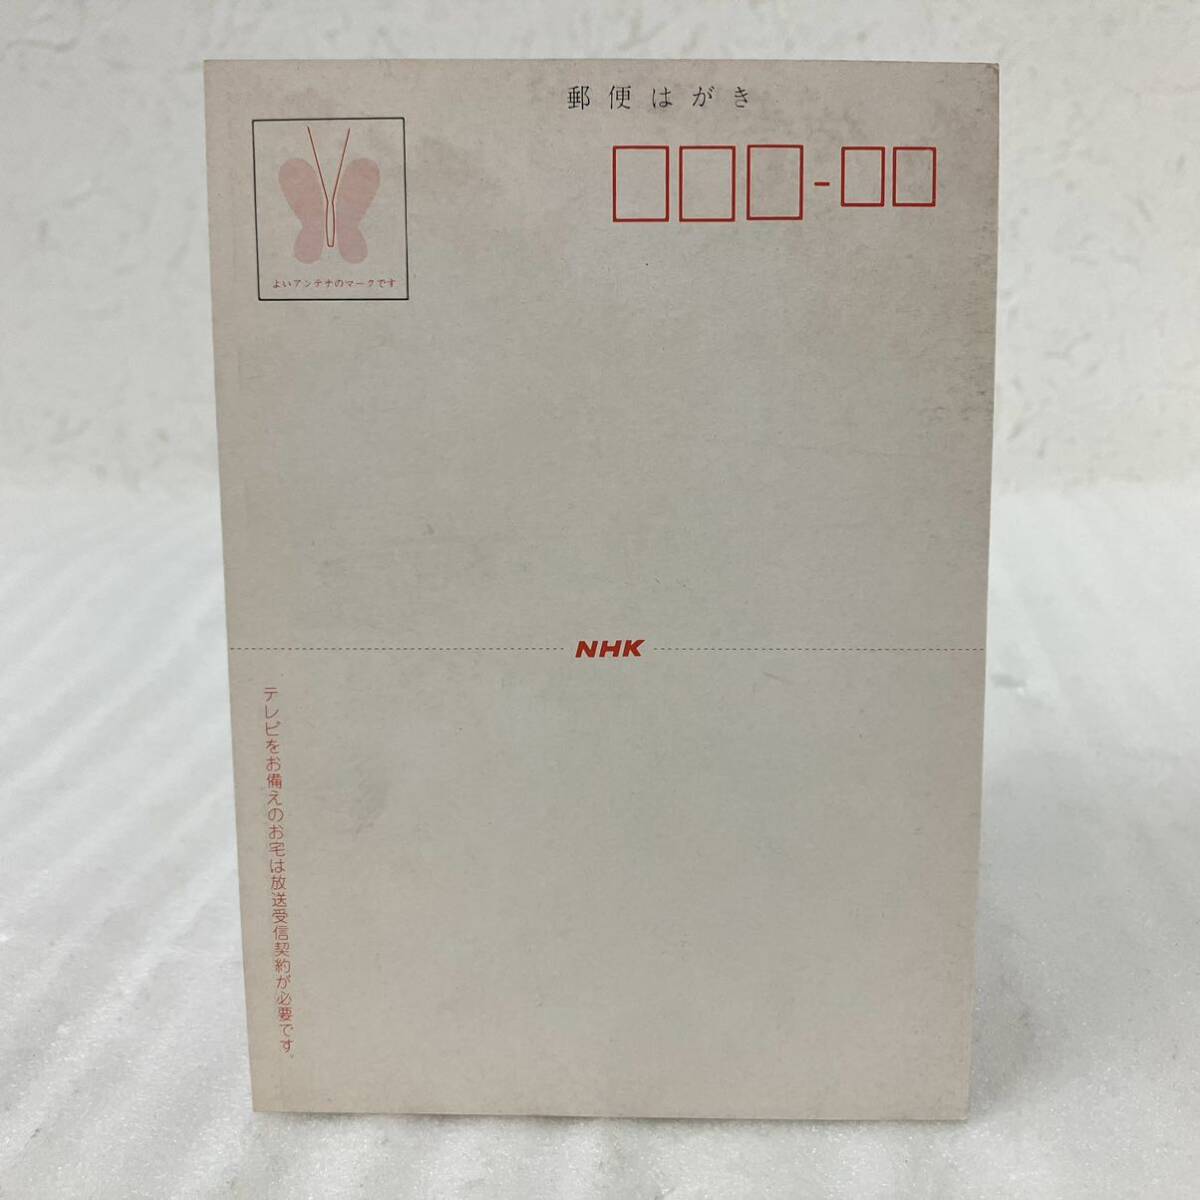 郵便はがき
よいアンテナのマークです
NHK
テレビをお備えのお宅は放送受信契約が必要です。